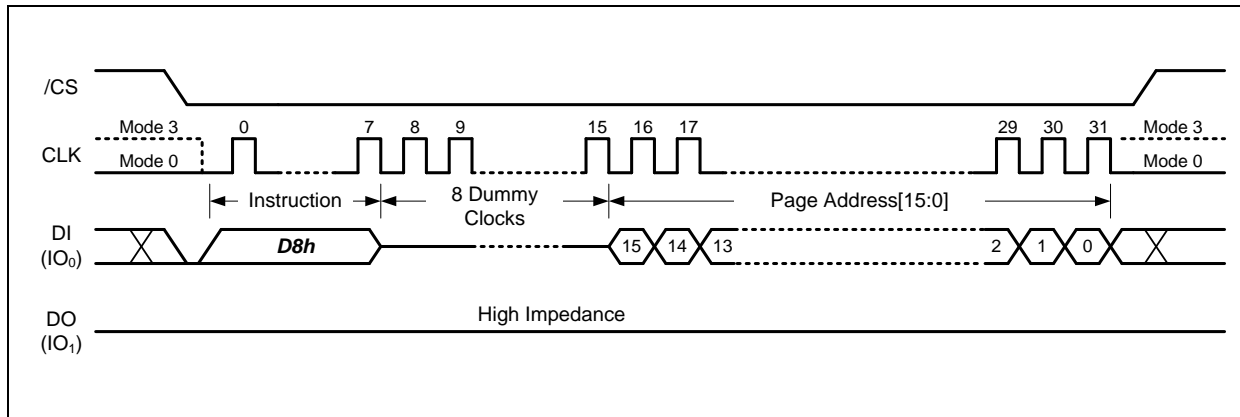 /CS
Mode 3 0 7 8 9 15 16 17 29 30 31 Mode 3
CLK
Mode 0 Mode 0
Instruction 8 Dummy Clocks Page Address[15:0]
DI (IO₀) D8h 15 14 13 2 1 0
High Impedance
DO (IO₁)